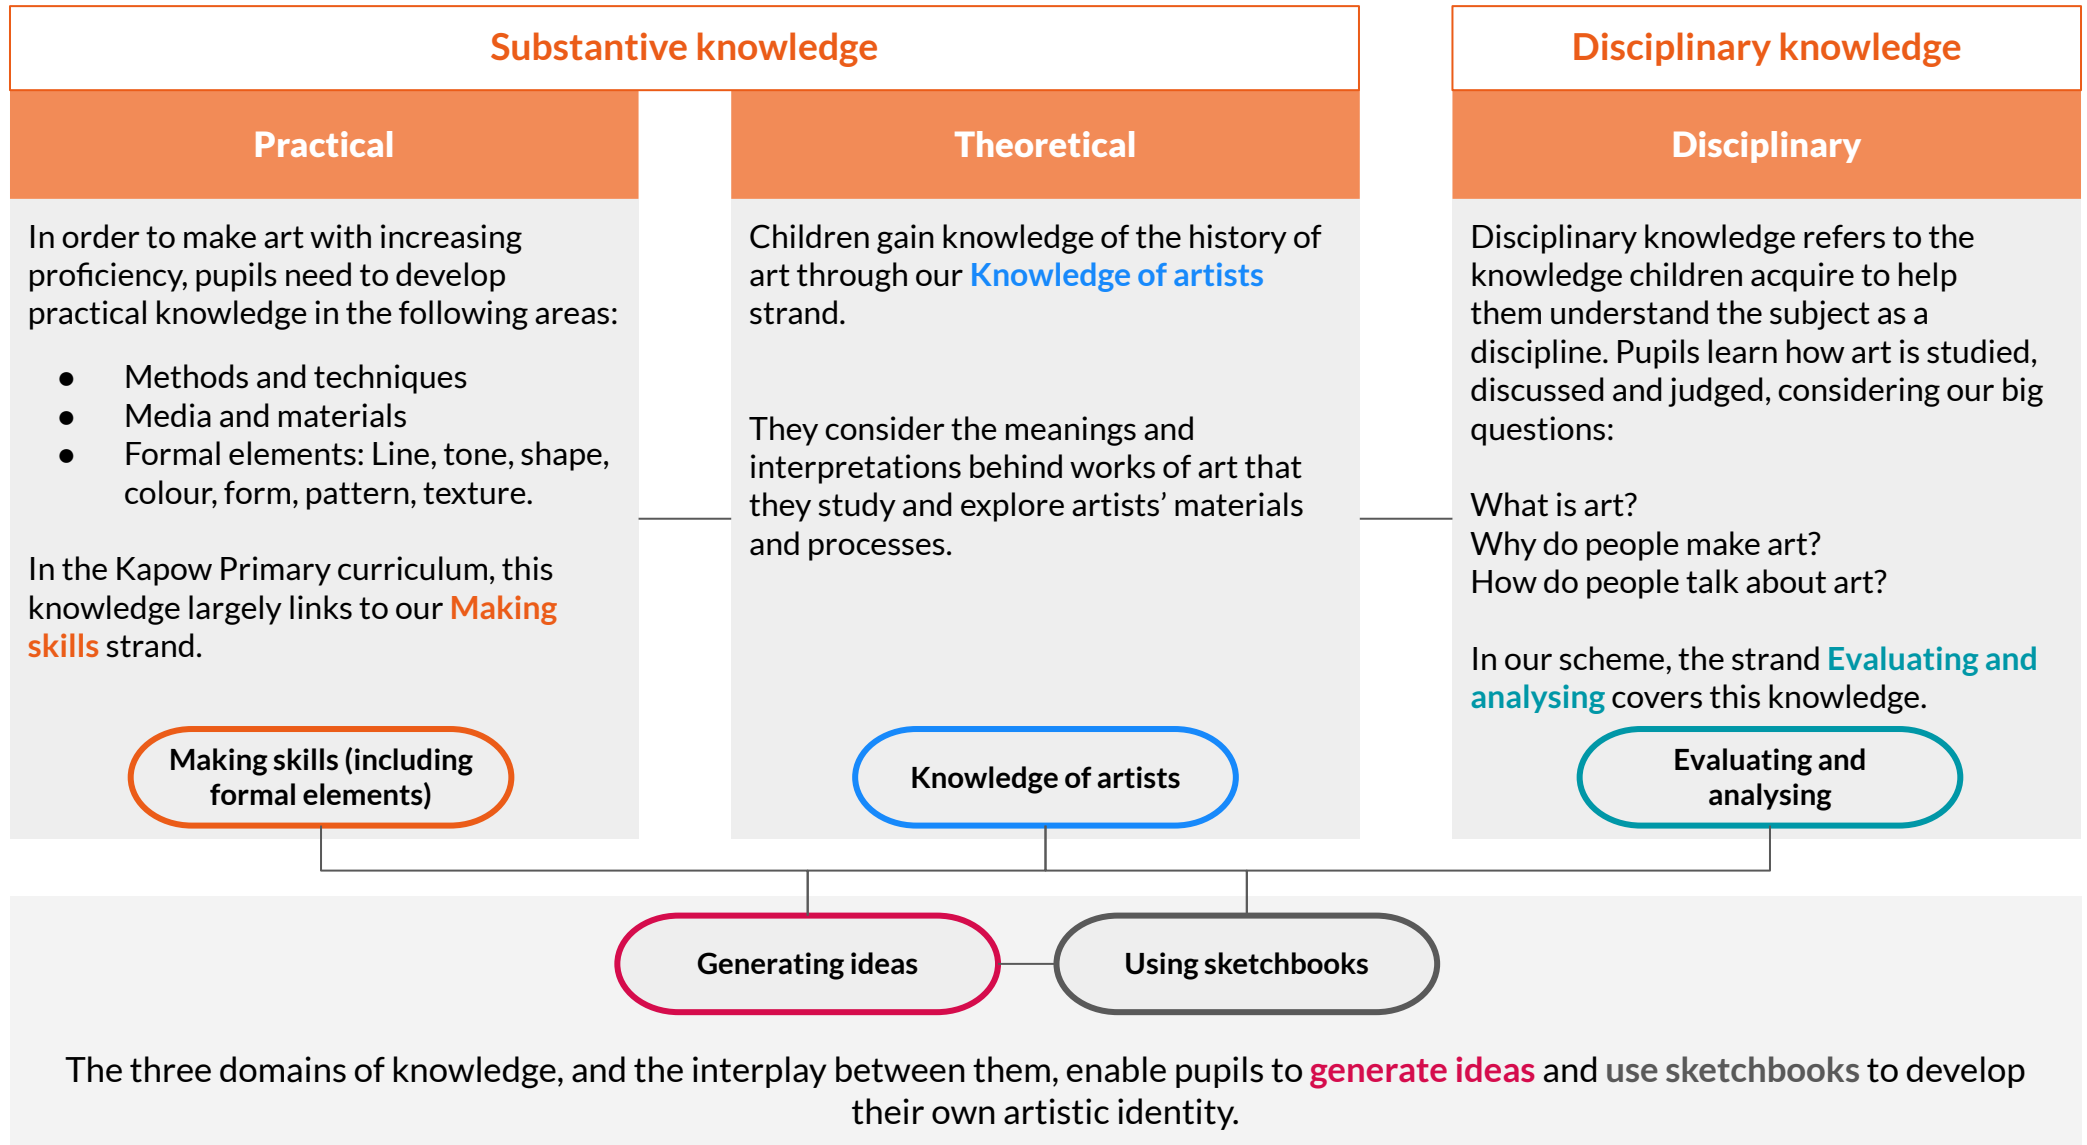 Substantive knowledge
Disciplinary knowledge
Practical
Theoretical
Disciplinary
In order to make art with increasing
proficiency, pupils need to develop
practical knowledge in the following areas:
● Methods and techniques
● Media and materials
● Formal elements: Line, tone, shape,
colour, form, pattern, texture.
In the Kapow Primary curriculum, this
knowledge largely links to our Making
skills strand.
Making skills (including
formal elements)
Children gain knowledge of the history of
art through our Knowledge of artists
strand.
They consider the meanings and
interpretations behind works of art that
they study and explore artists’ materials
and processes.
Knowledge of artists
Disciplinary knowledge refers to the
knowledge children acquire to help
them understand the subject as a
discipline. Pupils learn how art is studied,
discussed and judged, considering our big
questions:
What is art?
Why do people make art?
How do people talk about art?
In our scheme, the strand Evaluating and
analysing covers this knowledge.
Evaluating and
analysing
Generating ideas
Using sketchbooks
The three domains of knowledge, and the interplay between them, enable pupils to generate ideas and use sketchbooks to develop
their own artistic identity.